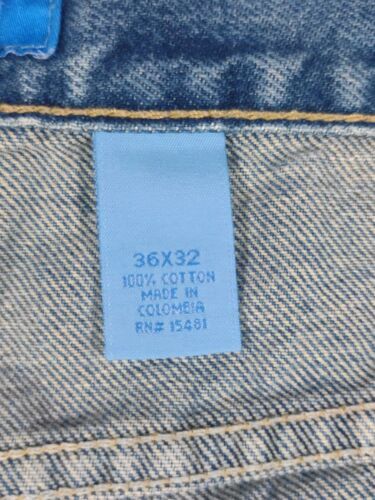 36X32
100% COTTON
MADE IN
COLOMBIA
RN# 15481